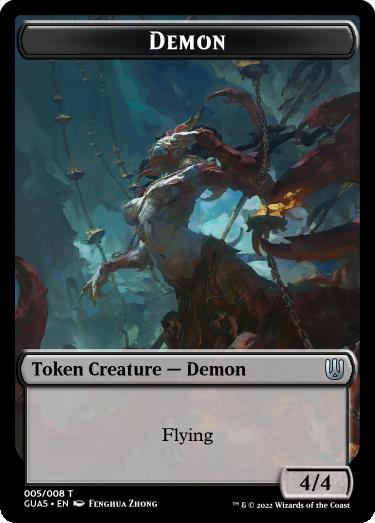 Demon
Token Creature — Demon
Flying
4/4
005/008 T
GUA5 • EN Fenghua Zhong
™ & © 2022 Wizards of the Coast